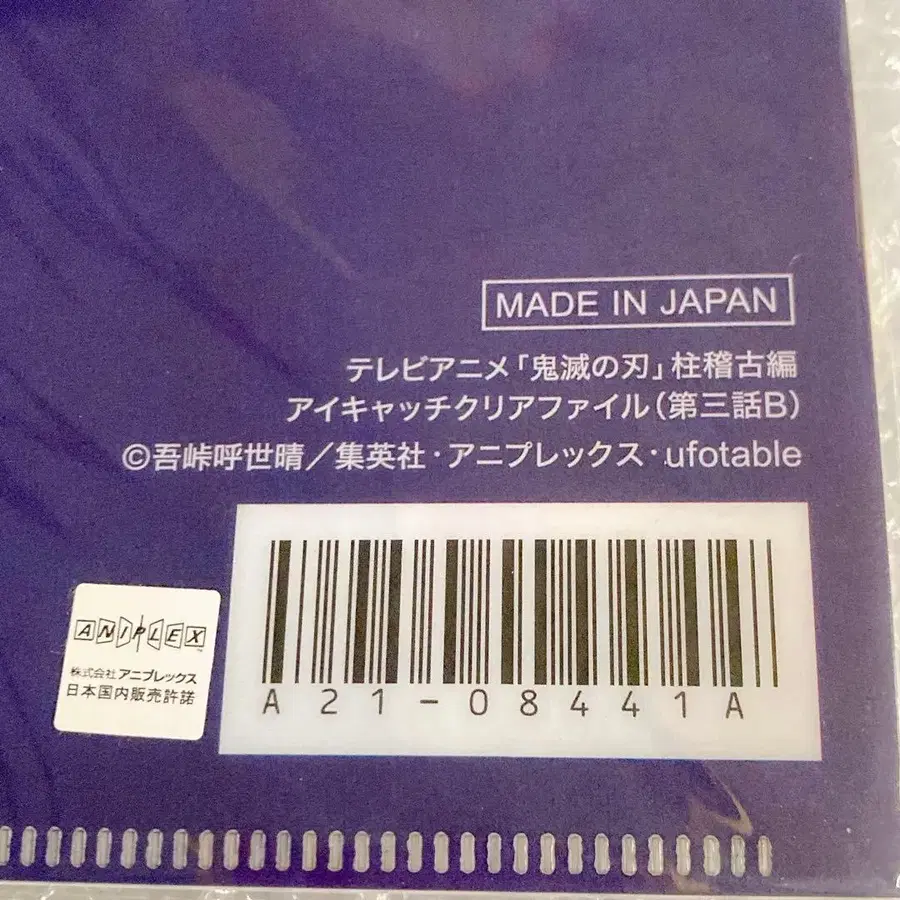 MADE IN JAPAN
テレビアニメ「鬼滅の刃」柱稽古編
アイキャッチクリアファイル(第三話B)
©吾峠呼世晴／集英社・アニプレックス・ufotable
A21-08441A
ANIPLEX
株式会社 アニプレックス
日本国内販売許諾